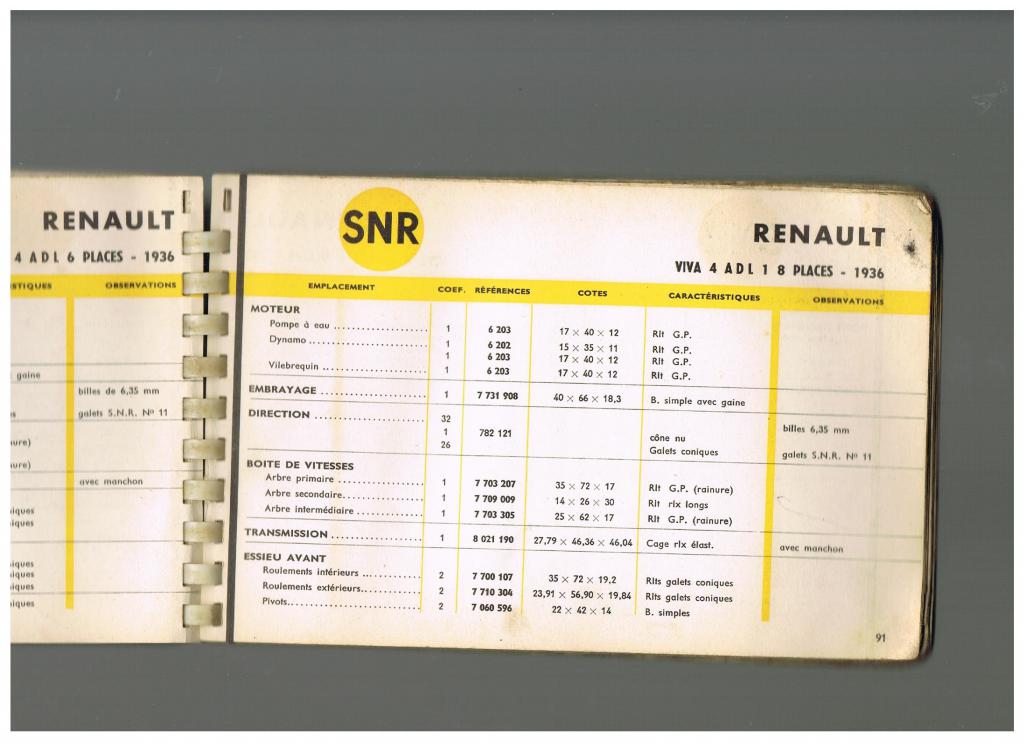 RENAULT
4 ADL 6 PLACES - 1936
OBSERVATIONS
gaine
billes de 6,35 mm
galets S.N.R. Nº 11
avec manchon
SNR
RENAULT
VIVA 4 ADL 1 8 PLACES - 1936
EMPLACEMENT COEF. RÉFÉRENCES COTES CARACTÉRISTIQUES OBSERVATIONS
MOTEUR
Pompe à eau .................... 1 6 203 17 × 40 × 12 Rlt G.P.
Dynamo ......................... 1 6 202 15 × 35 × 11 Rlt G.P.
1 6 203 17 × 40 × 12 Rlt G.P.
Vilebrequin ...................... 1 6 203 17 × 40 × 12 Rlt G.P.
EMBRAYAGE ...................... 1 7 731 908 40 × 66 × 18,3 B. simple avec gaine
DIRECTION ...................... 32 billes 6,35 mm
1 782 121 cône nu
26 Galets coniques galets S.N.R. Nº 11
BOITE DE VITESSES
Arbre primaire .................. 1 7 703 207 35 × 72 × 17 Rlt G.P. (rainure)
Arbre secondaire................. 1 7 709 009 14 × 26 × 30 Rlt rlx longs
Arbre intermédiaire .............. 1 7 703 305 25 × 62 × 17 Rlt G.P. (rainure)
TRANSMISSION ................... 1 8 021 190 27,79 × 46,36 × 46,04 Cage rlx élast. avec manchon
ESSIEU AVANT
Roulements intérieurs ............ 2 7 700 107 35 × 72 × 19,2 Rlts galets coniques
Roulements extérieurs............. 2 7 710 304 23,91 × 56,90 × 19,84 Rlts galets coniques
Pivots............................ 2 7 060 596 22 × 42 × 14 B. simples
91